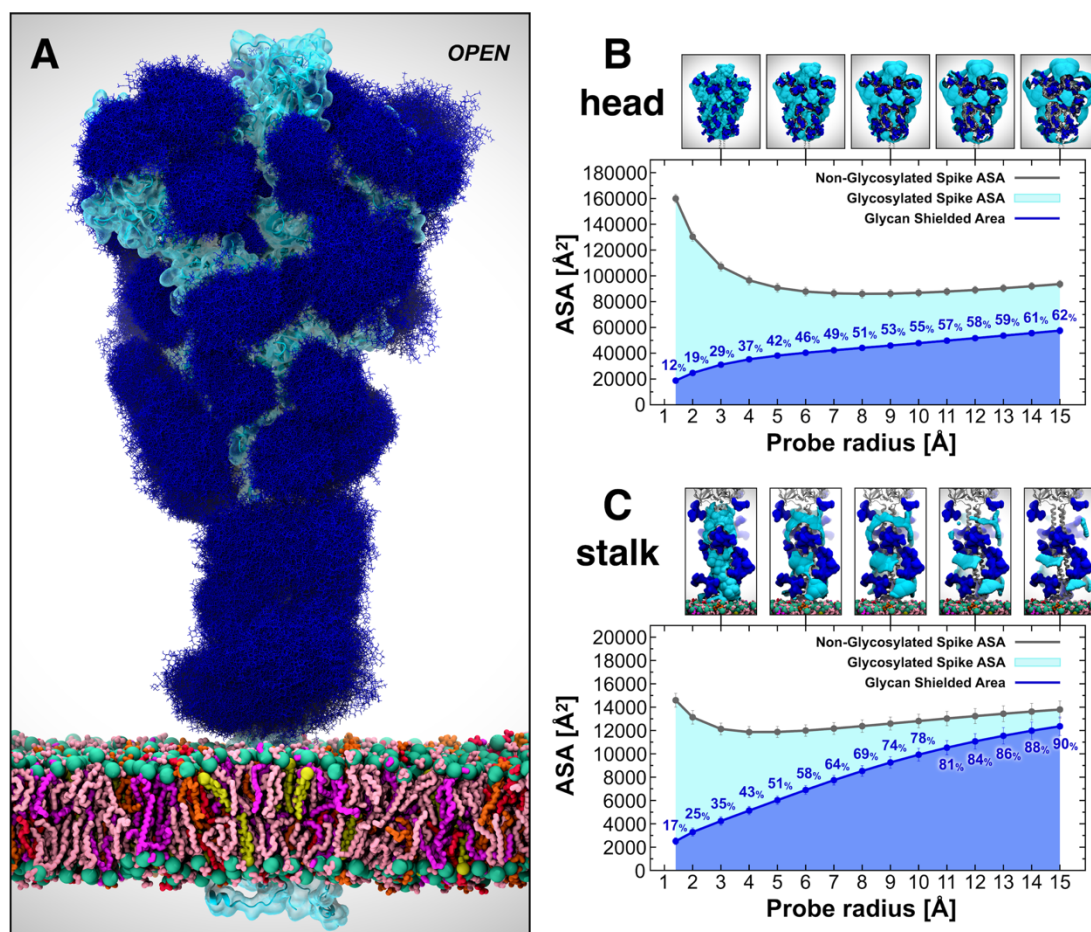 A
OPEN
B
head
Non-Glycosylated Spike ASA
Glycosylated Spike ASA
Glycan Shielded Area
180000
160000
140000
120000
100000
80000
60000
40000
20000
0
ASA [Å²]
12% 19% 29% 37% 42% 46% 49% 51% 53% 55% 57% 58% 59% 61% 62%
1 2 3 4 5 6 7 8 9 10 11 12 13 14 15
Probe radius [Å]
C
stalk
Non-Glycosylated Spike ASA
Glycosylated Spike ASA
Glycan Shielded Area
20000
18000
16000
14000
12000
10000
8000
6000
4000
2000
0
ASA [Å²]
17% 25% 35% 43% 51% 58% 64% 69% 74% 78% 81% 84% 86% 88% 90%
1 2 3 4 5 6 7 8 9 10 11 12 13 14 15
Probe radius [Å]